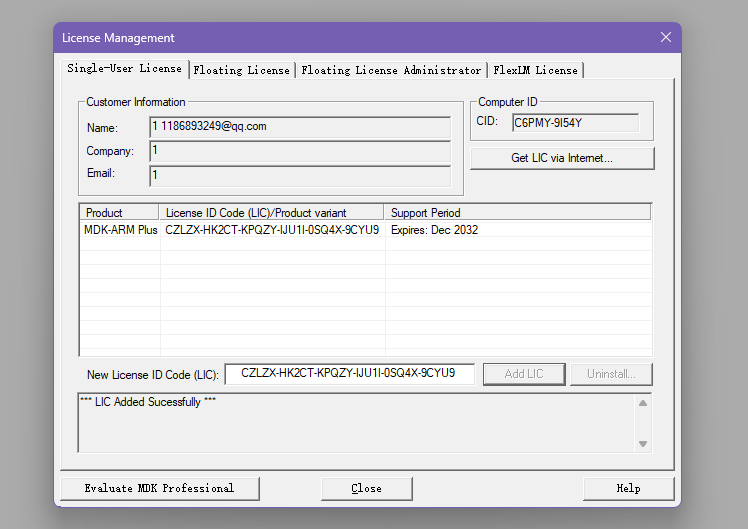 License Management
Single-User License
Floating License
Floating License Administrator
FlexLM License
Customer Information
Name:
1 1186893249@qq.com
Company:
1
Email:
1
Computer ID
CID:
C6PMY-9I54Y
Get LIC via Internet...
Product
License ID Code (LIC)/Product variant
Support Period
MDK-ARM Plus
CZLZX-HK2CT-KPQZY-IJU1I-0SQ4X-9CYU9
Expires: Dec 2032
New License ID Code (LIC):
CZLZX-HK2CT-KPQZY-IJU1I-0SQ4X-9CYU9
Add LIC
Uninstall...
*** LIC Added Sucessfully ***
Evaluate MDK Professional
Close
Help